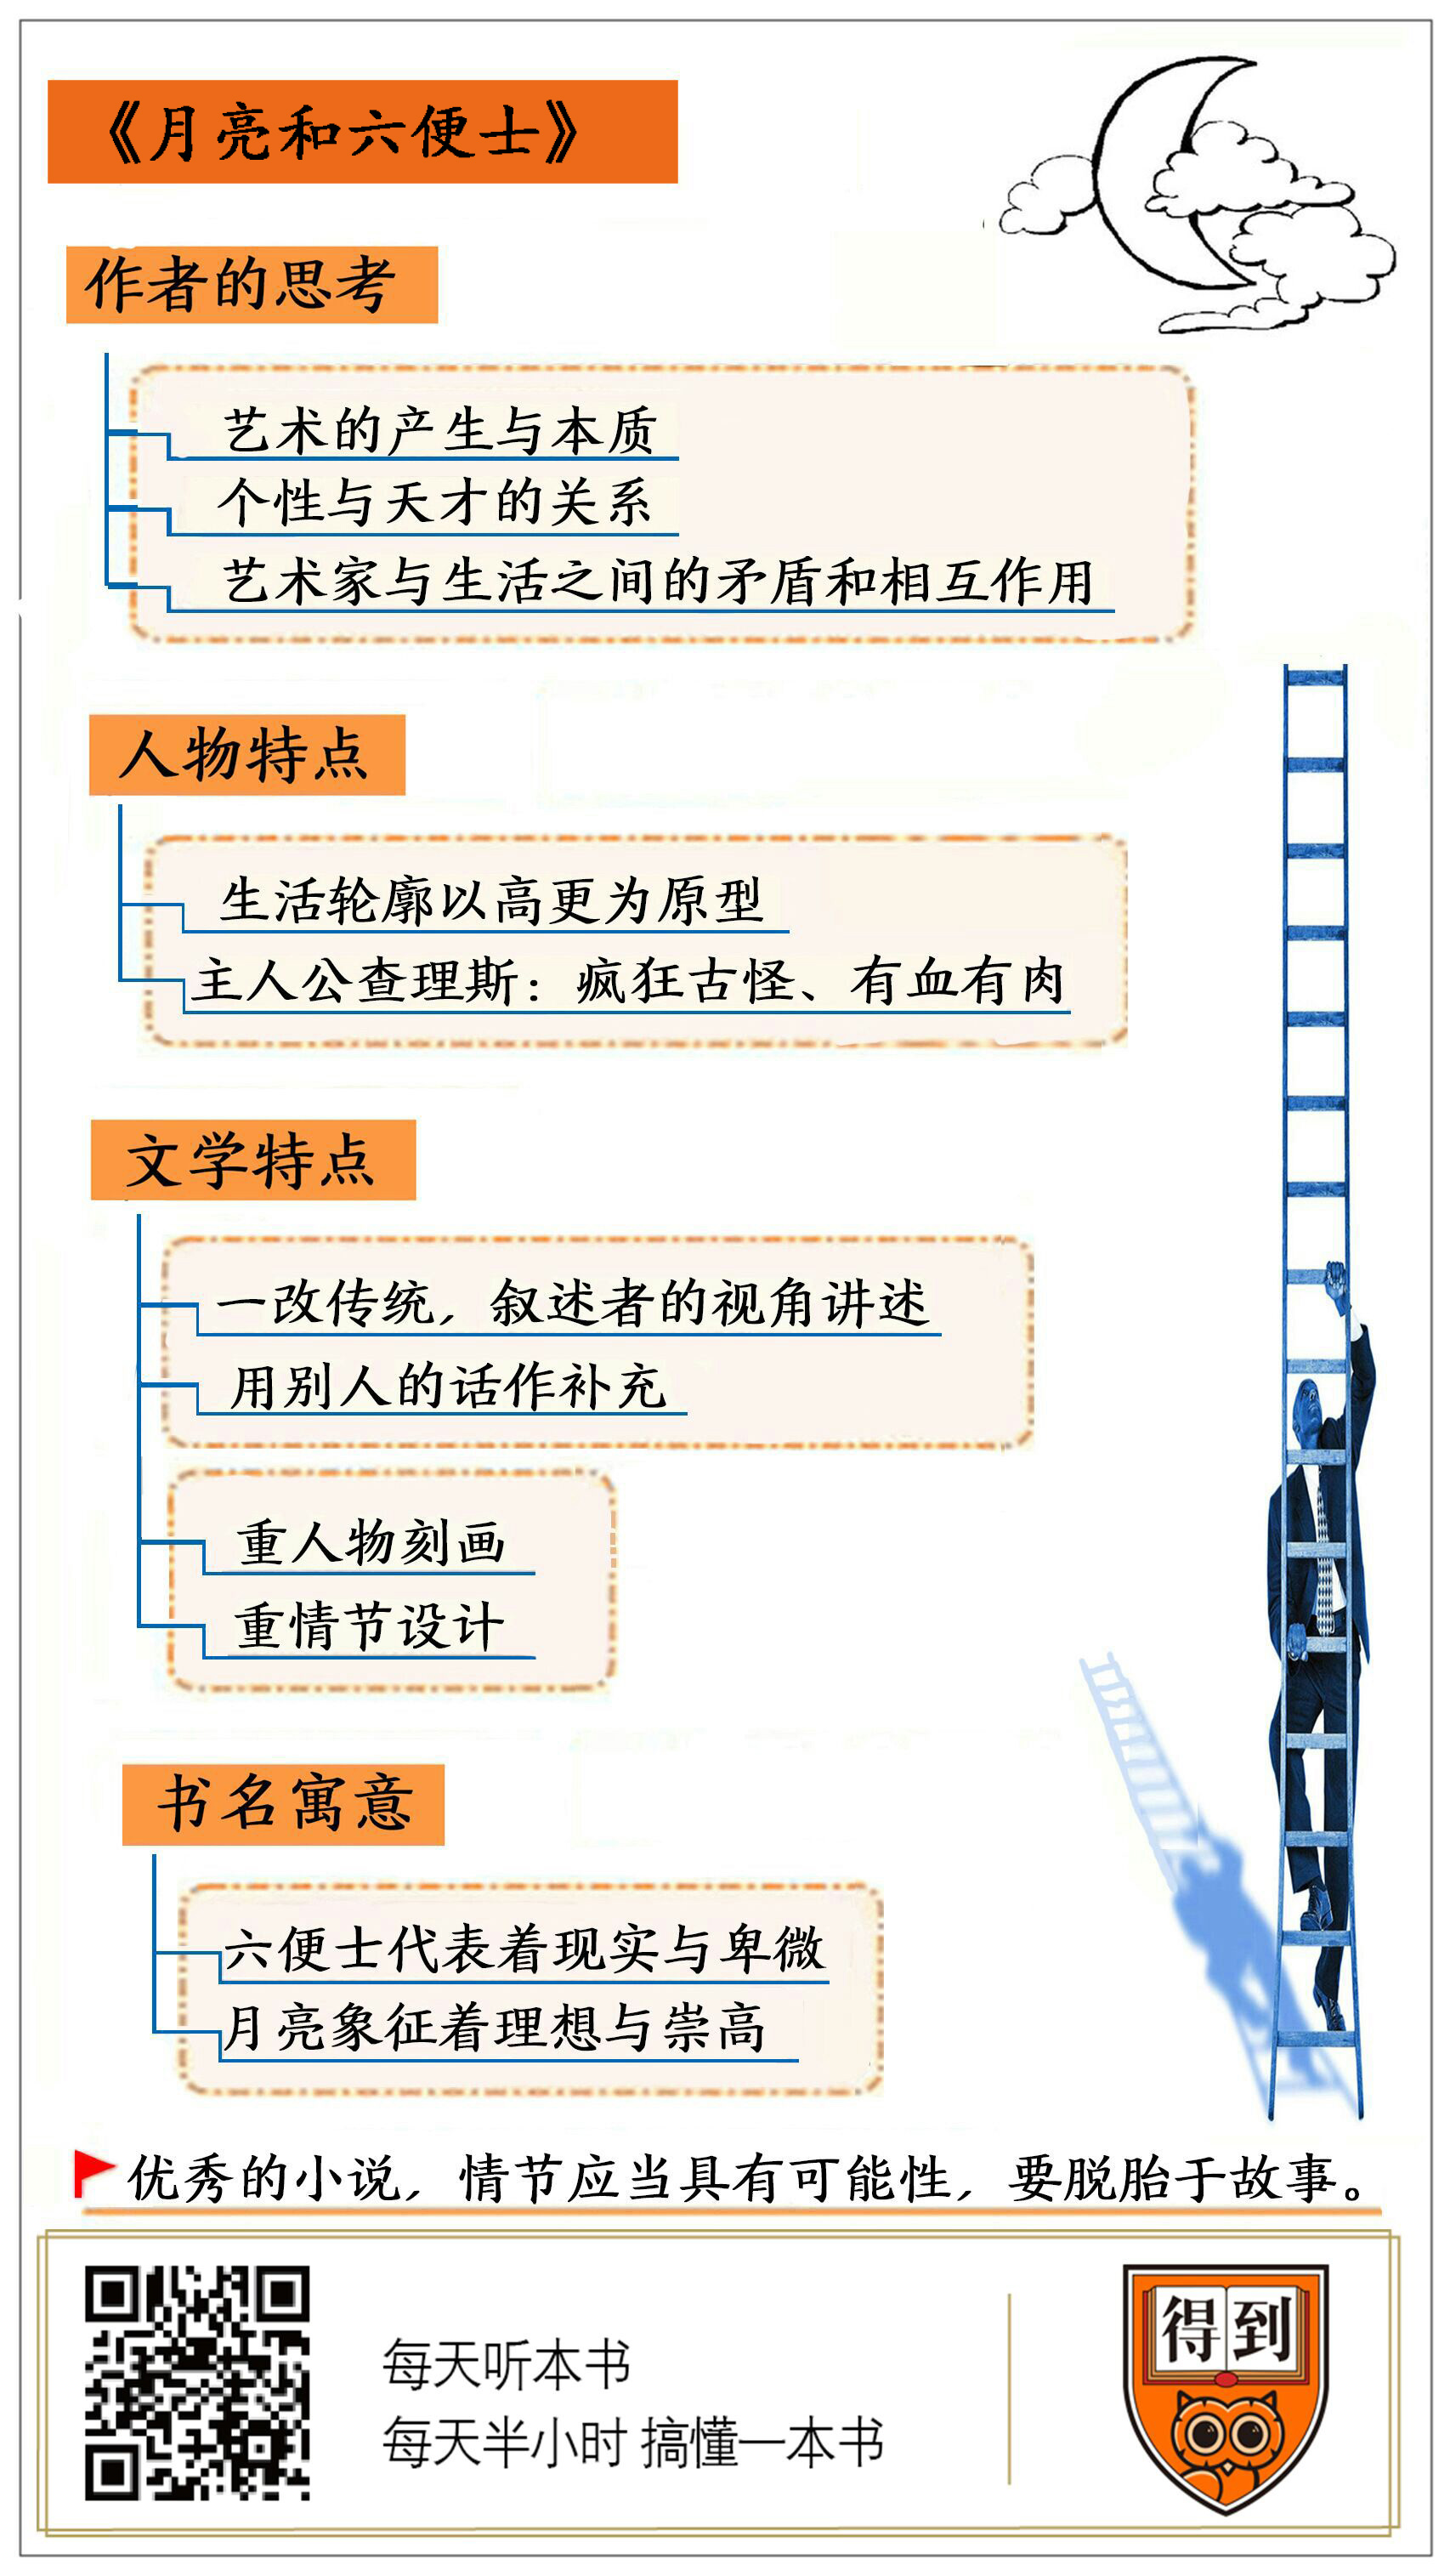 《月亮和六便士》
作者的思考
艺术的产生与本质
个性与天才的关系
艺术家与生活之间的矛盾和相互作用
人物特点
生活轮廓以高更为原型
主人公查理斯：疯狂古怪、有血有肉
文学特点
一改传统，叙述者的视角讲述
用别人的话作补充
重人物刻画
重情节设计
书名寓意
六便士代表着现实与卑微
月亮象征着理想与崇高
优秀的小说，情节应当具有可能性，要脱胎于故事。
每天听本书
每天半小时 搞懂一本书
得到